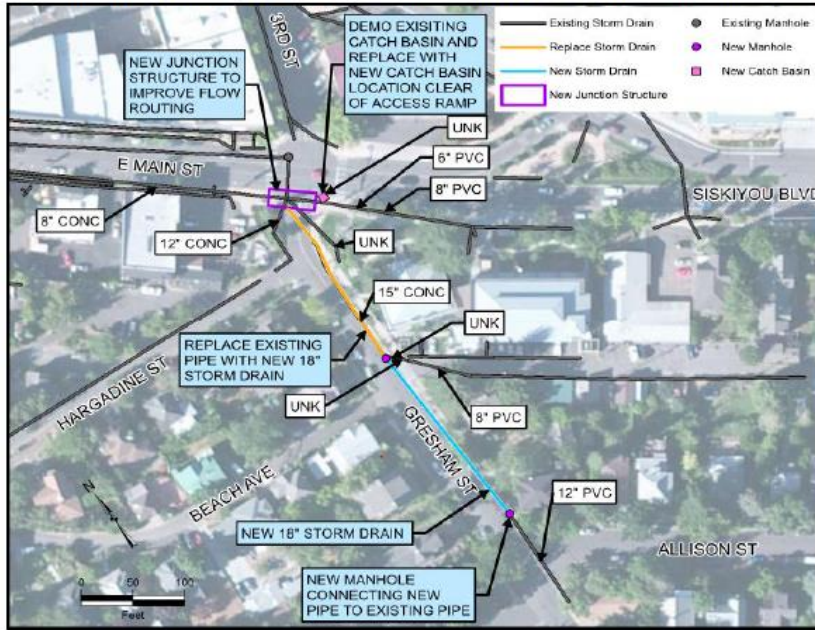 3RD ST
NEW JUNCTION
STRUCTURE TO
IMPROVE FLOW
ROUTING
DEMO EXISITING
CATCH BASIN AND
REPLACE WITH
NEW CATCH BASIN
LOCATION CLEAR
OF ACCESS RAMP
Existing Storm Drain
Replace Storm Drain
New Storm Drain
New Junction Structure
Existing Manhole
New Manhole
New Catch Basin
UNK
6" PVC
8" PVC
E MAIN ST
SISKIYOU BLVD
8" CONC
12" CONC
UNK
15" CONC
UNK
REPLACE EXISTING
PIPE WITH NEW 18"
STORM DRAIN
HARGADINE ST
UNK
8" PVC
GRESHAM ST
BEACH AVE
12" PVC
N
NEW 18" STORM DRAIN
ALLISON ST
NEW MANHOLE
CONNECTING NEW
PIPE TO EXISTING PIPE
0 50 100
Feet